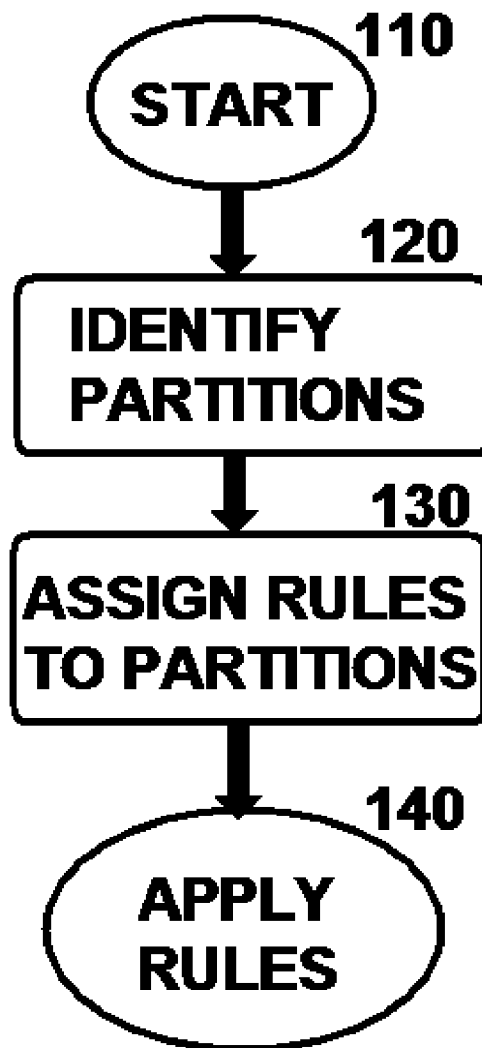 110
START
120
IDENTIFY
PARTITIONS
130
ASSIGN RULES
TO PARTITIONS
140
APPLY
RULES